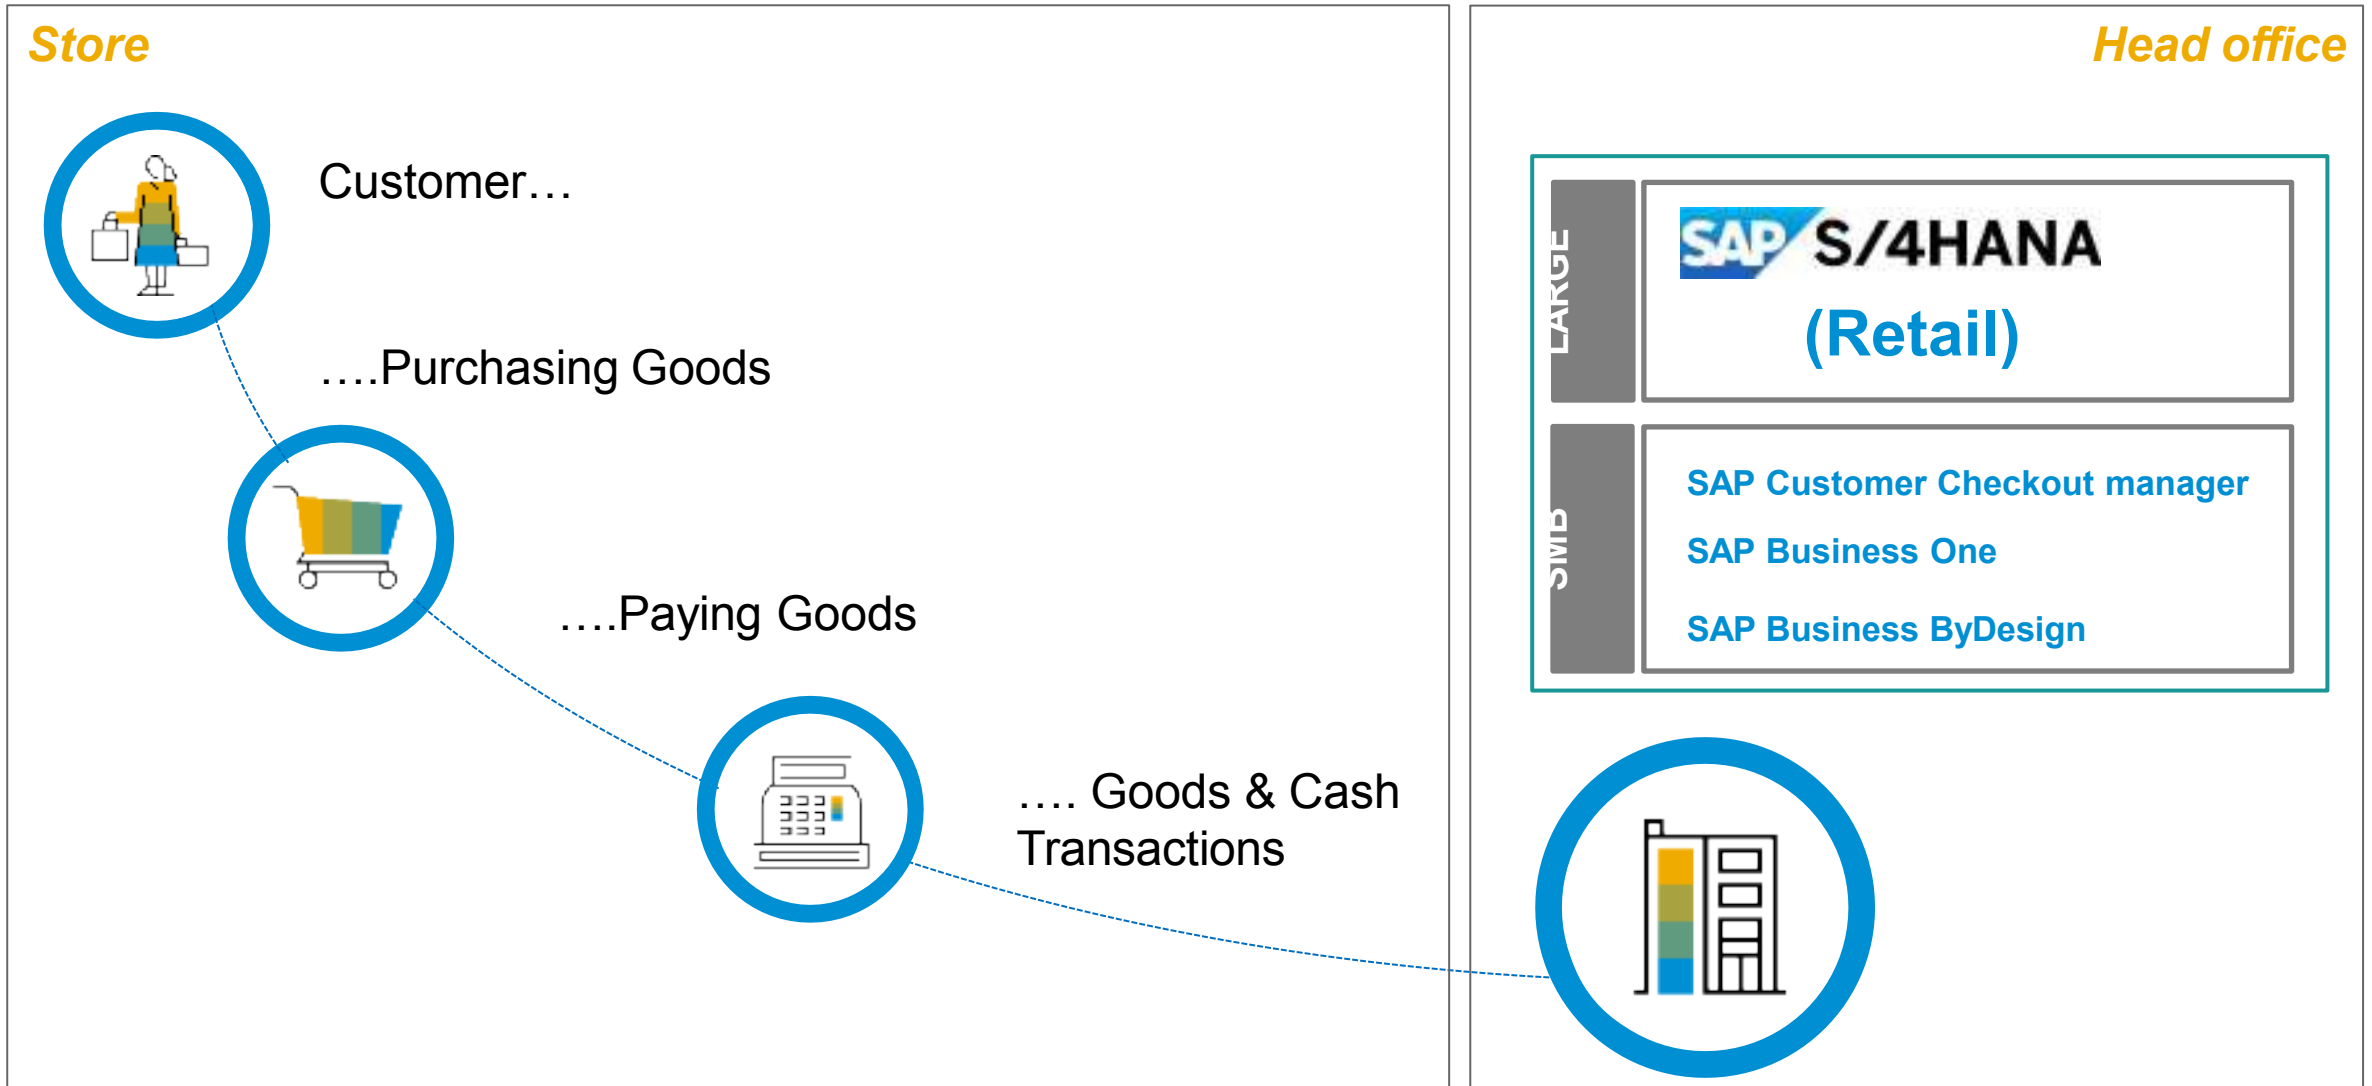 Store
Customer…
….Purchasing Goods
….Paying Goods
…. Goods & Cash
Transactions
Head office
LARGE
SAP S/4HANA
(Retail)
SMB
SAP Customer Checkout manager
SAP Business One
SAP Business ByDesign